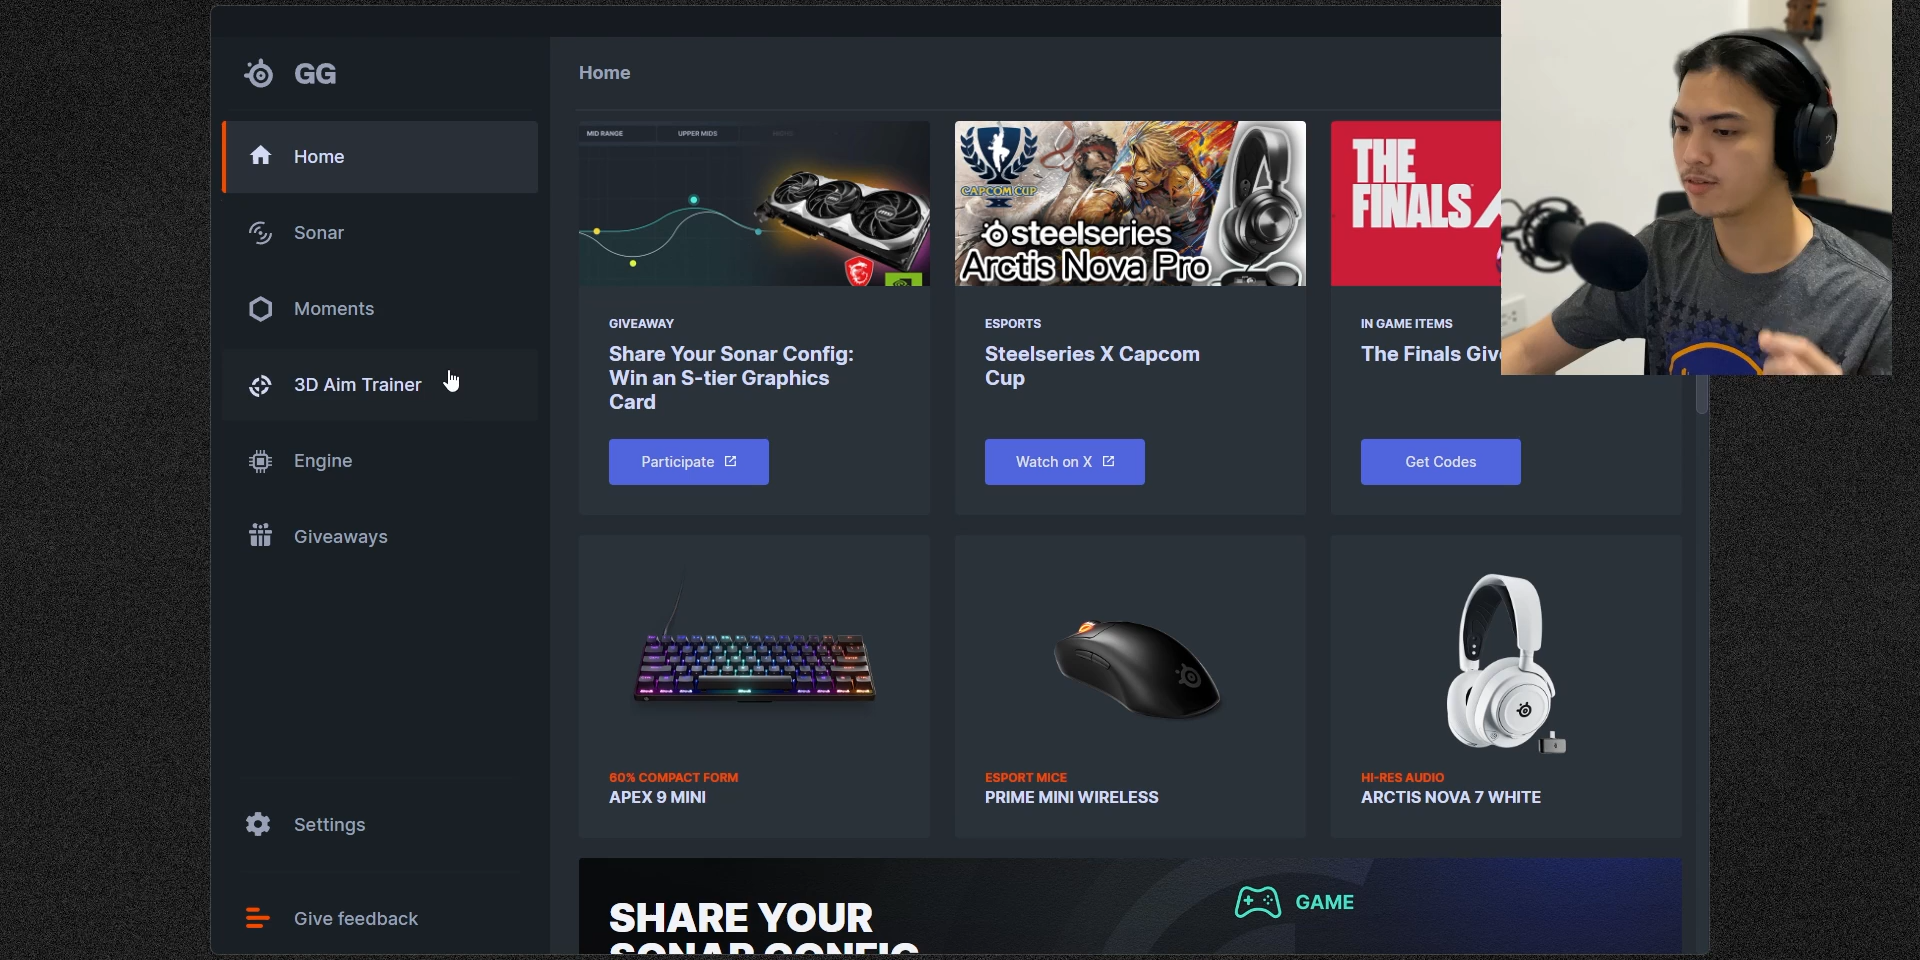 GG
Home
Sonar
Moments
3D Aim Trainer
Engine
Giveaways
Settings
Give feedback
Home
MID RANGE
UPPER MIDS
GIVEAWAY
Share Your Sonar Config:
Win an S-tier Graphics
Card
Participate
CAPCOM CUP
X
steelseries
Arctis Nova Pro
ESPORTS
Steelseries X Capcom
Cup
Watch on X
THE
FINALS
IN GAME ITEMS
The Finals Giv
Get Codes
60% COMPACT FORM
APEX 9 MINI
ESPORT MICE
PRIME MINI WIRELESS
HI-RES AUDIO
ARCTIS NOVA 7 WHITE
SHARE YOUR
SONAR CONFIG
GAME